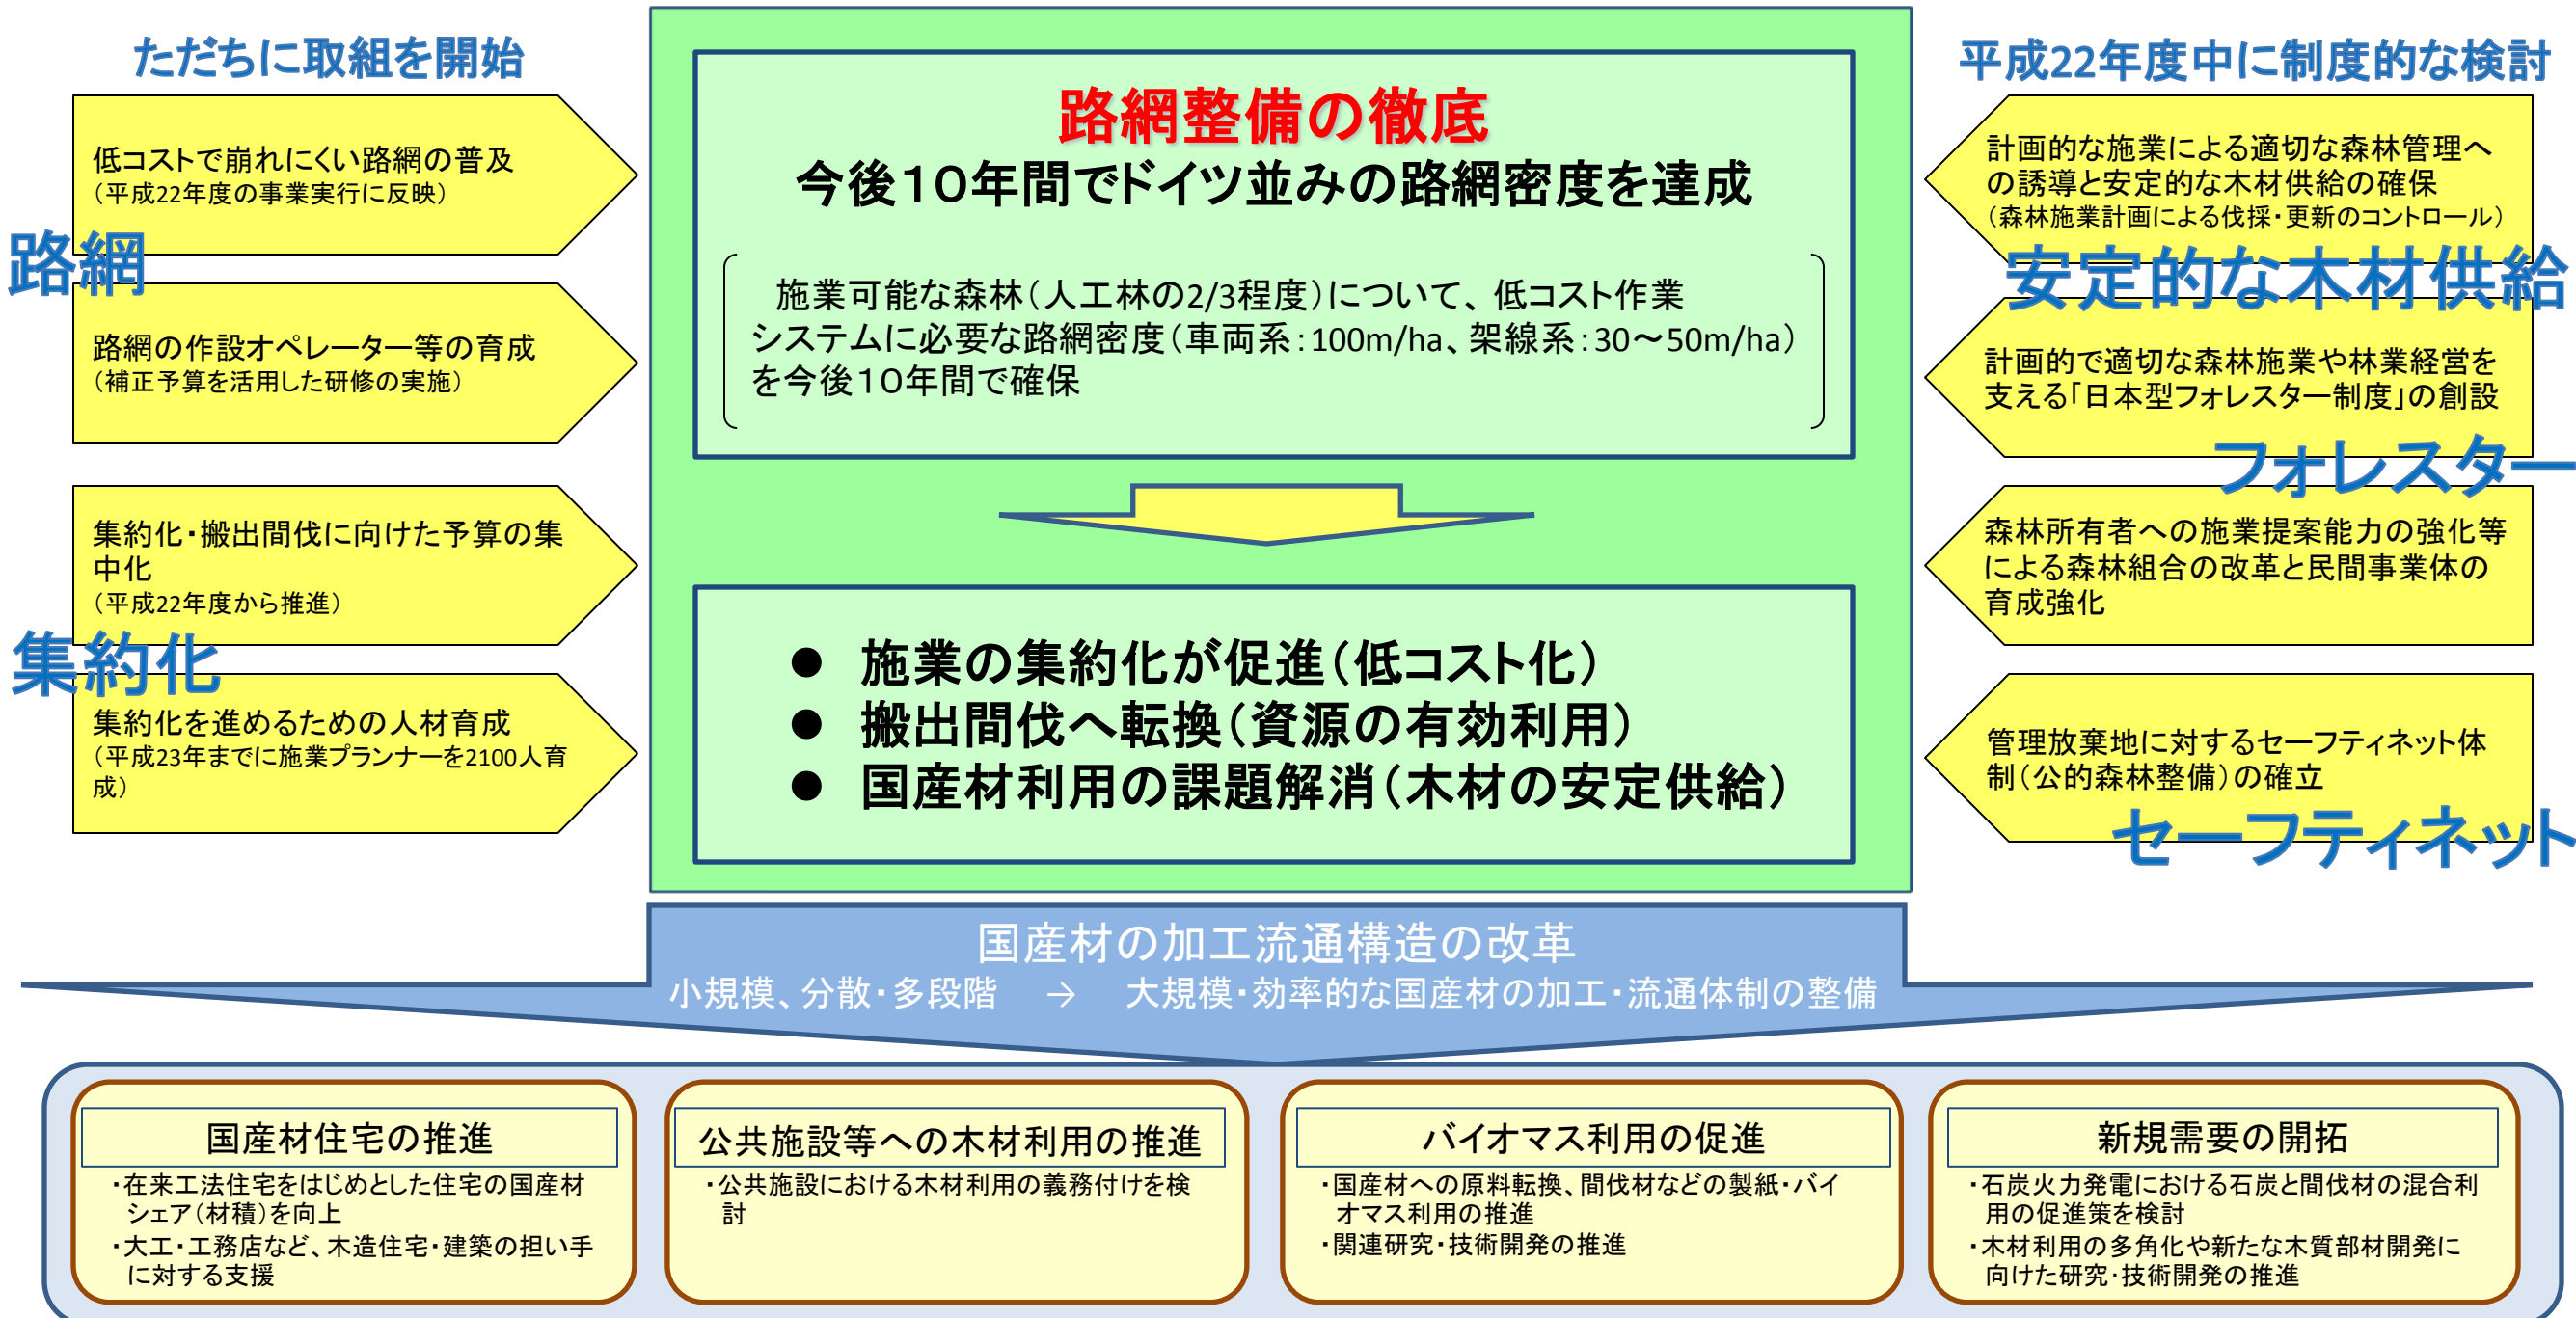 ただちに取組を開始
低コストで崩れにくい路網の普及
（平成22年度の事業実行に反映）
路網
路網の作設オペレーター等の育成
（補正予算を活用した研修の実施）
集約化・搬出間伐に向けた予算の集
中化
（平成22年度から推進）
集約化
集約化を進めるための人材育成
（平成23年までに施業プランナーを2100人育
成）
路網整備の徹底
今後１０年間でドイツ並みの路網密度を達成
施業可能な森林（人工林の2/3程度）について、低コスト作業
システムに必要な路網密度（車両系：100m/ha、架線系：30～50m/ha）
を今後１０年間で確保
● 施業の集約化が促進（低コスト化）
● 搬出間伐へ転換（資源の有効利用）
● 国産材利用の課題解消（木材の安定供給）
平成22年度中に制度的な検討
計画的な施業による適切な森林管理へ
の誘導と安定的な木材供給の確保
（森林施業計画による伐採・更新のコントロール）
安定的な木材供給
計画的で適切な森林施業や林業経営を
支える「日本型フォレスター制度」の創設
フォレスター
森林所有者への施業提案能力の強化等
による森林組合の改革と民間事業体の
育成強化
管理放棄地に対するセーフティネット体
制（公的森林整備）の確立
セーフティネット
国産材の加工流通構造の改革
小規模、分散・多段階　→　大規模・効率的な国産材の加工・流通体制の整備
国産材住宅の推進
・在来工法住宅をはじめとした住宅の国産材
シェア（材積）を向上
・大工・工務店など、木造住宅・建築の担い手
に対する支援
公共施設等への木材利用の推進
・公共施設における木材利用の義務付けを検
討
バイオマス利用の促進
・国産材への原料転換、間伐材などの製紙・バイ
オマス利用の推進
・関連研究・技術開発の推進
新規需要の開拓
・石炭火力発電における石炭と間伐材の混合利
用の促進策を検討
・木材利用の多角化や新たな木質部材開発に
向けた研究・技術開発の推進